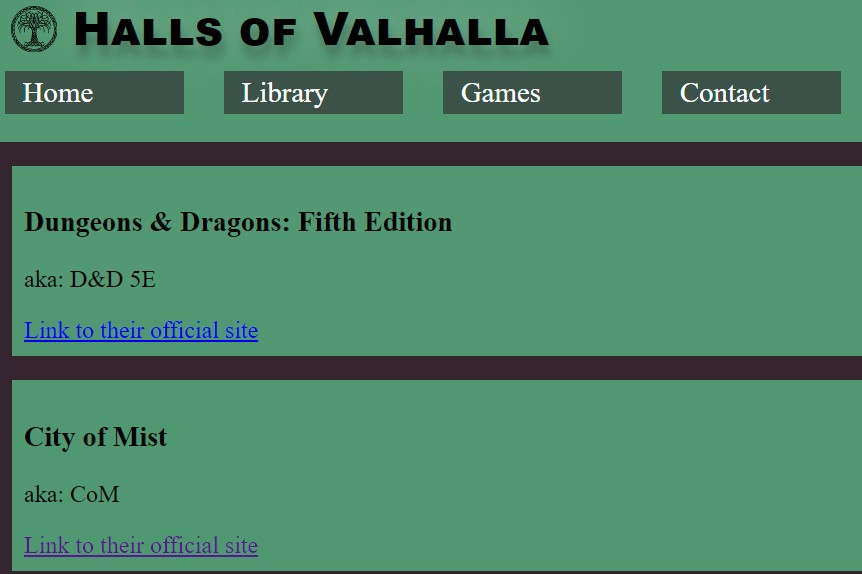 Halls of Valhalla
Home Library Games Contact
Dungeons & Dragons: Fifth Edition
aka: D&D 5E
Link to their official site
City of Mist
aka: CoM
Link to their official site